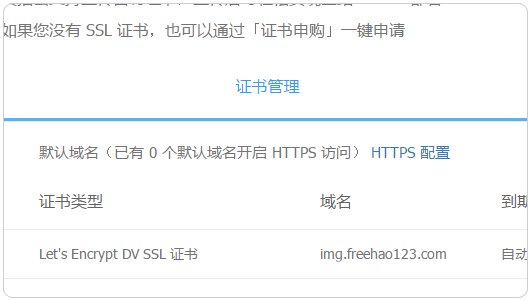 如果您没有 SSL 证书，也可以通过「证书申购」一键申请
证书管理
默认域名（已有 0 个默认域名开启 HTTPS 访问） HTTPS 配置
证书类型 域名 到期
Let's Encrypt DV SSL 证书 img.freehao123.com 自动